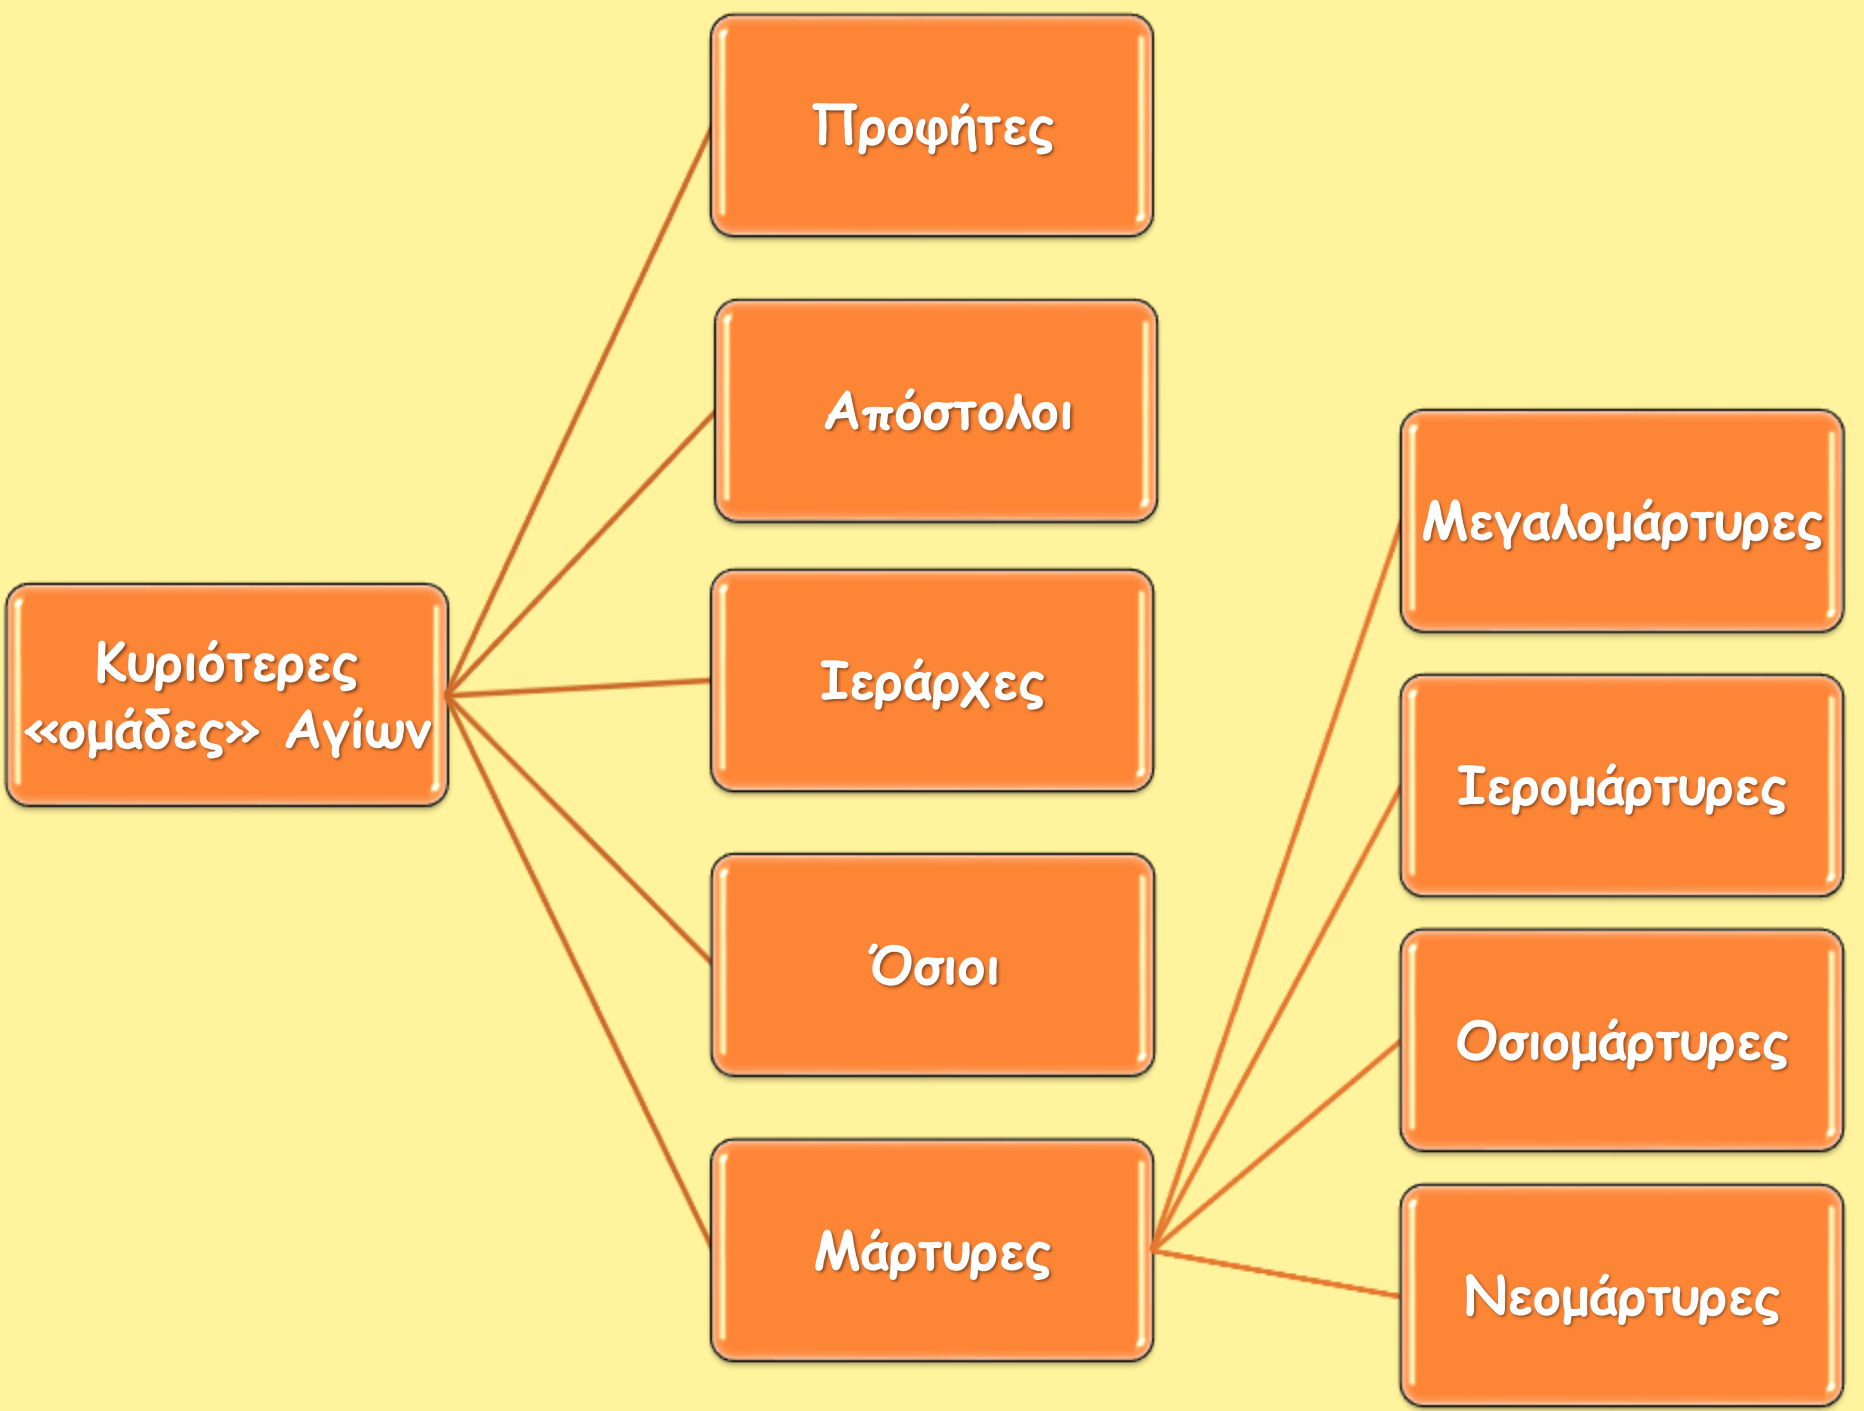 Κυριότερες
«ομάδες» Αγίων
Προφήτες
Απόστολοι
Ιεράρχες
Όσιοι
Μάρτυρες
Μεγαλομάρτυρες
Ιερομάρτυρες
Οσιομάρτυρες
Νεομάρτυρες